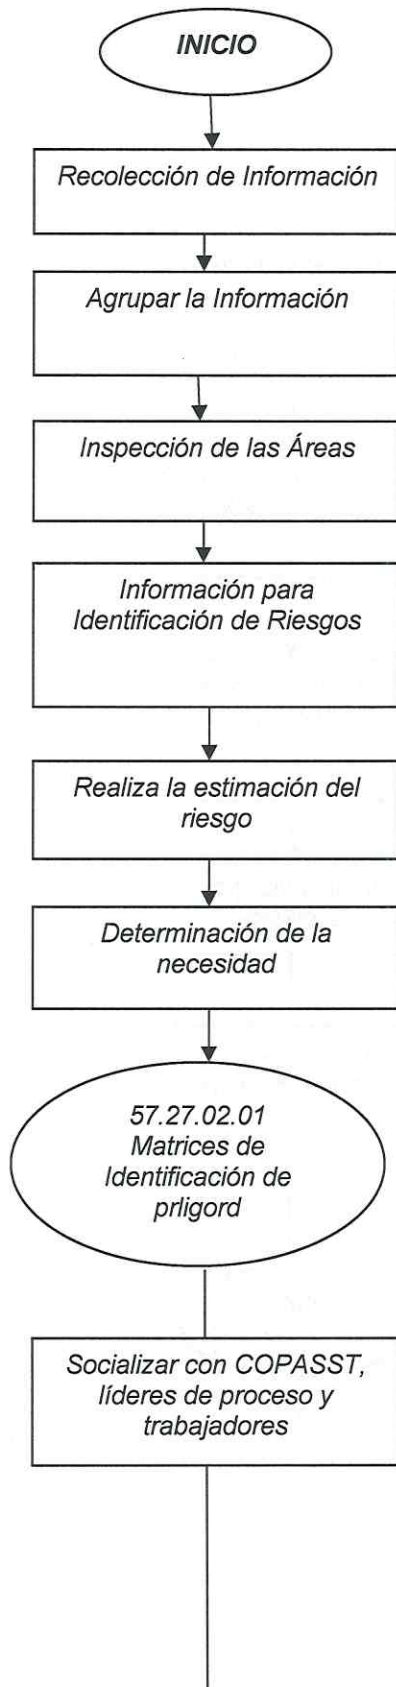 INICIO
Recolección de Información
Agrupar la Información
Inspección de las Áreas
Información para
Identificación de Riesgos
Realiza la estimación del
riesgo
Determinación de la
necesidad
57.27.02.01
Matrices de
Identificación de
prligord
Socializar con COPASST,
líderes de proceso y
trabajadores